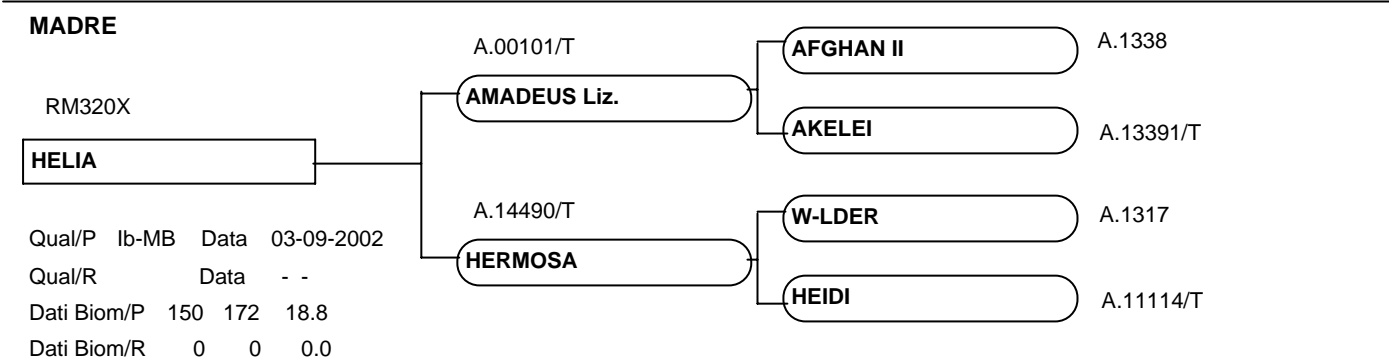 MADRE
A.00101/T
AFGHAN II
A.1338
RM320X
AMADEUS Liz.
AKELEI
A.13391/T
HELIA
A.14490/T
W-LDER
A.1317
Qual/P Ib-MB Data 03-09-2002
HERMOSA
Qual/R Data - -
HEIDI
A.11114/T
Dati Biom/P 150 172 18.8
Dati Biom/R 0 0 0.0